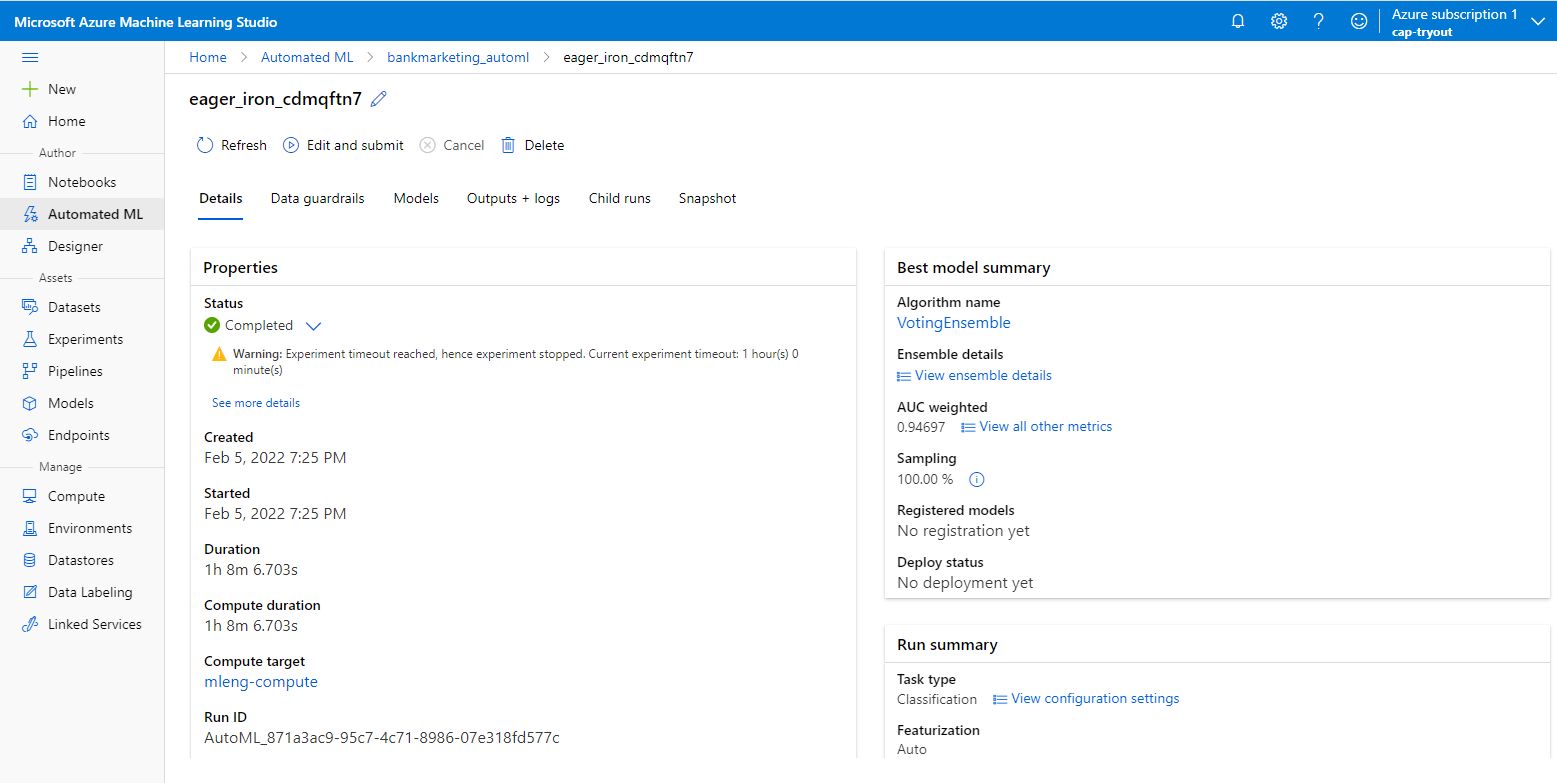 Microsoft Azure Machine Learning Studio
Azure subscription 1
cap-tryout
New
Home
Author
Notebooks
Automated ML
Designer
Assets
Datasets
Experiments
Pipelines
Models
Endpoints
Manage
Compute
Environments
Datastores
Data Labeling
Linked Services
Home > Automated ML > bankmarketing_automl > eager_iron_cdmqftn7
eager_iron_cdmqftn7
Refresh Edit and submit Cancel Delete
Details Data guardrails Models Outputs + logs Child runs Snapshot
Properties
Status
Completed
Warning: Experiment timeout reached, hence experiment stopped. Current experiment timeout: 1 hour(s) 0
minute(s)
See more details
Created
Feb 5, 2022 7:25 PM
Started
Feb 5, 2022 7:25 PM
Duration
1h 8m 6.703s
Compute duration
1h 8m 6.703s
Compute target
mleng-compute
Run ID
AutoML_871a3ac9-95c7-4c71-8986-07e318fd577c
Best model summary
Algorithm name
VotingEnsemble
Ensemble details
View ensemble details
AUC weighted
0.94697 View all other metrics
Sampling
100.00 %
Registered models
No registration yet
Deploy status
No deployment yet
Run summary
Task type
Classification View configuration settings
Featurization
Auto